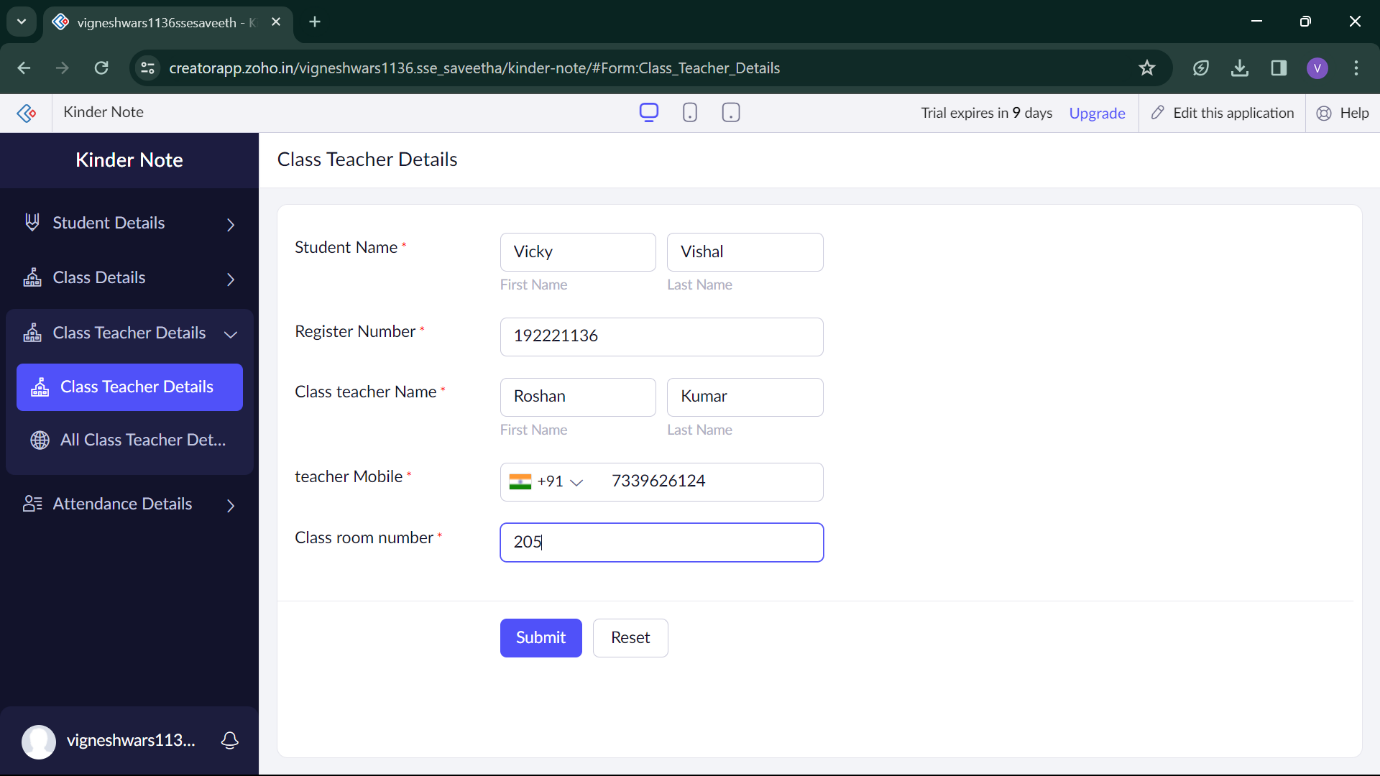 vigneshwars1136ssesaveeth - K
creatorapp.zoho.in/vigneshwars1136.sse_saveetha/kinder-note/#Form:Class_Teacher_Details
V
Kinder Note
Trial expires in 9 days
Upgrade
Edit this application
Help
Kinder Note
Student Details
Class Details
Class Teacher Details
Class Teacher Details
All Class Teacher Det...
Attendance Details
vigneshwars113...
Class Teacher Details
Student Name *
Vicky
Vishal
First Name
Last Name
Register Number *
192221136
Class teacher Name *
Roshan
Kumar
First Name
Last Name
teacher Mobile *
+91
7339626124
Class room number *
205
Submit
Reset